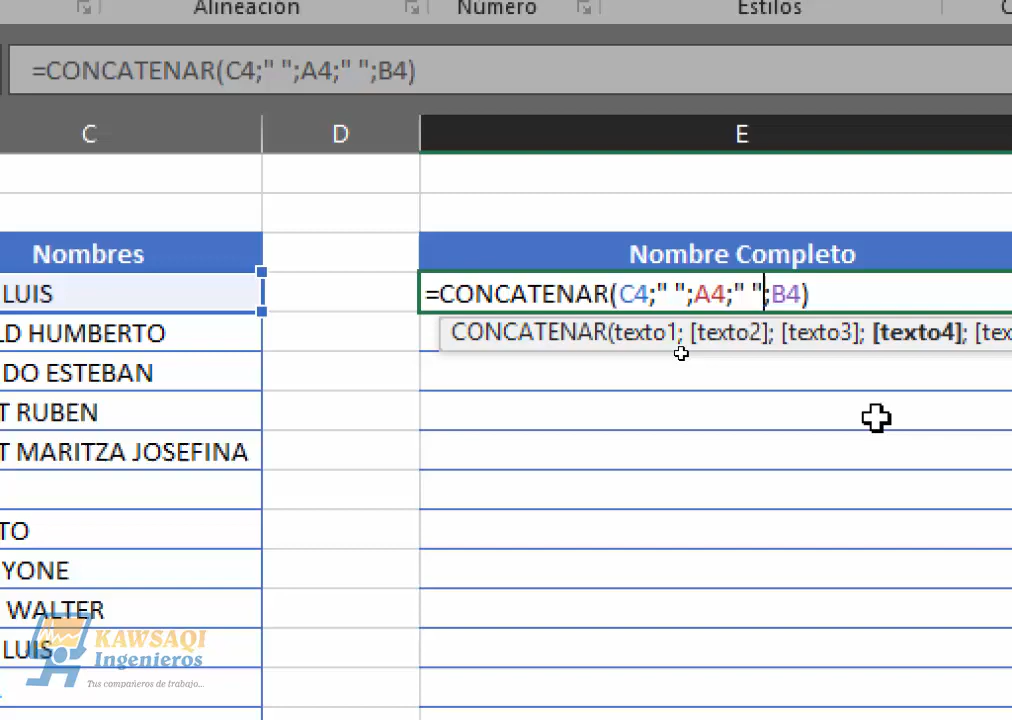 Alineación Número Estilos
=CONCATENAR(C4;" ";A4;" ";B4)
C D E
Nombres Nombre Completo
LUIS =CONCATENAR(C4;" ";A4;" ";B4)
LD HUMBERTO CONCATENAR(texto1; [texto2]; [texto3]; [texto4]; [tex
DO ESTEBAN
T RUBEN
T MARITZA JOSEFINA
TO
YONE
WALTER
LUIS
KAWSAQI
Ingenieros
Tus compañeros de trabajo...